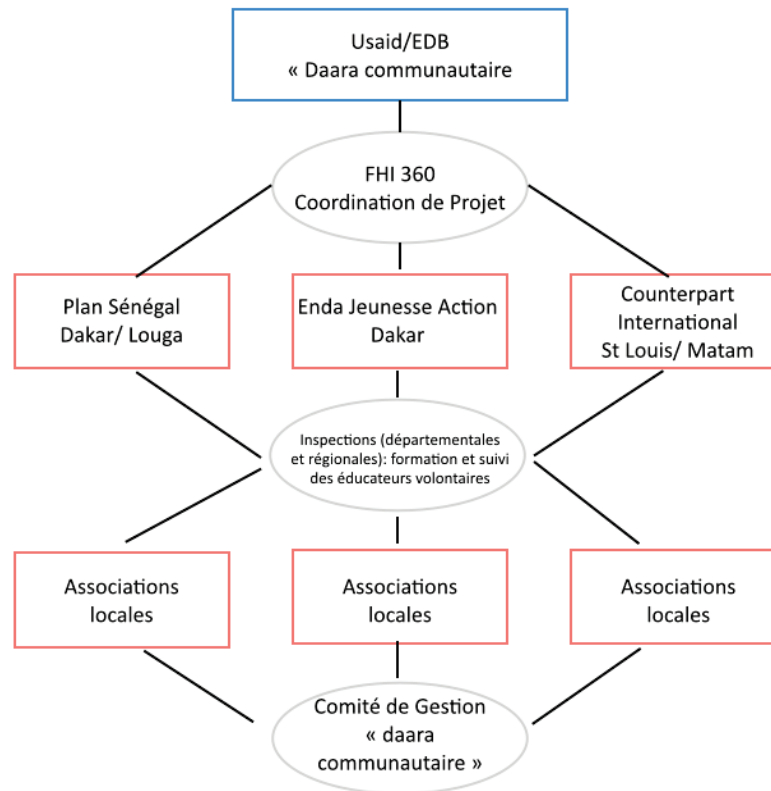 Usaid/EDB
« Daara communautaire
FHI 360
Coordination de Projet
Plan Sénégal
Dakar/ Louga
Enda Jeunesse Action
Dakar
Counterpart
International
St Louis/ Matam
Inspections (départementales
et régionales): formation et suivi
des éducateurs volontaires
Associations
locales
Associations
locales
Associations
locales
Comité de Gestion
« daara
communautaire »